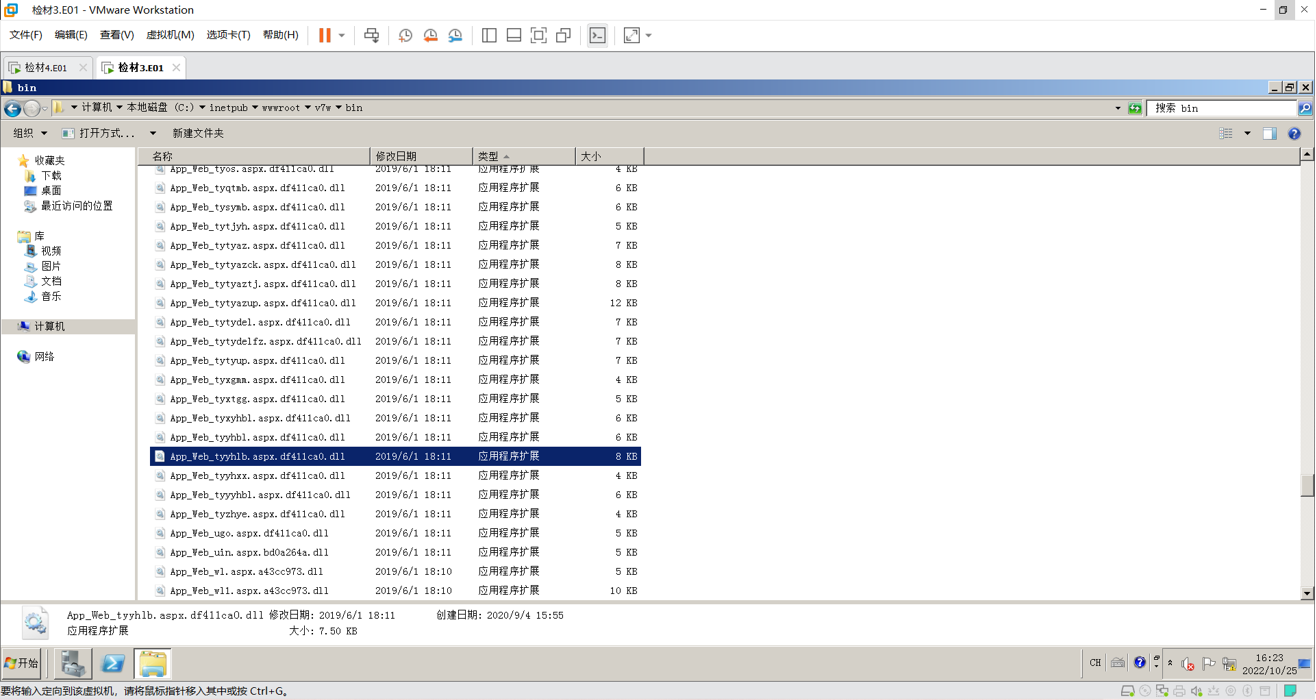 检材3.E01 - VMware Workstation
文件(F) 编辑(E) 查看(V) 虚拟机(M) 选项卡(T) 帮助(H)
检材4.E01 检材3.E01
bin
计算机 本地磁盘 (C:) inetpub wwwroot v7w bin 搜索 bin
组织 打开方式... 新建文件夹
收藏夹
下载
桌面
最近访问的位置
库
视频
图片
文档
音乐
计算机
网络
名称 修改日期 类型 大小
App_Web_tyos.aspx.df411ca0.dll 2019/6/1 18:11 应用程序扩展 4 KB
App_Web_tyqtmb.aspx.df411ca0.dll 2019/6/1 18:11 应用程序扩展 6 KB
App_Web_tysymb.aspx.df411ca0.dll 2019/6/1 18:11 应用程序扩展 6 KB
App_Web_tytjyh.aspx.df411ca0.dll 2019/6/1 18:11 应用程序扩展 5 KB
App_Web_tytyaz.aspx.df411ca0.dll 2019/6/1 18:11 应用程序扩展 7 KB
App_Web_tytyazck.aspx.df411ca0.dll 2019/6/1 18:11 应用程序扩展 8 KB
App_Web_tytyaztj.aspx.df411ca0.dll 2019/6/1 18:11 应用程序扩展 8 KB
App_Web_tytyazup.aspx.df411ca0.dll 2019/6/1 18:11 应用程序扩展 12 KB
App_Web_tytydel.aspx.df411ca0.dll 2019/6/1 18:11 应用程序扩展 7 KB
App_Web_tytydelfz.aspx.df411ca0.dll 2019/6/1 18:11 应用程序扩展 7 KB
App_Web_tytyup.aspx.df411ca0.dll 2019/6/1 18:11 应用程序扩展 7 KB
App_Web_tyxgmm.aspx.df411ca0.dll 2019/6/1 18:11 应用程序扩展 4 KB
App_Web_tyxtgg.aspx.df411ca0.dll 2019/6/1 18:11 应用程序扩展 5 KB
App_Web_tyxyhbl.aspx.df411ca0.dll 2019/6/1 18:11 应用程序扩展 6 KB
App_Web_tyyhbl.aspx.df411ca0.dll 2019/6/1 18:11 应用程序扩展 6 KB
App_Web_tyyhlb.aspx.df411ca0.dll 2019/6/1 18:11 应用程序扩展 8 KB
App_Web_tyyhxx.aspx.df411ca0.dll 2019/6/1 18:11 应用程序扩展 4 KB
App_Web_tyyyhbl.aspx.df411ca0.dll 2019/6/1 18:11 应用程序扩展 6 KB
App_Web_tyzhye.aspx.df411ca0.dll 2019/6/1 18:11 应用程序扩展 4 KB
App_Web_ugo.aspx.df411ca0.dll 2019/6/1 18:11 应用程序扩展 5 KB
App_Web_uin.aspx.bd0a264a.dll 2019/6/1 18:11 应用程序扩展 5 KB
App_Web_wl.aspx.a43cc973.dll 2019/6/1 18:10 应用程序扩展 5 KB
App_Web_wl1.aspx.a43cc973.dll 2019/6/1 18:10 应用程序扩展 10 KB
App_Web_tyyhlb.aspx.df411ca0.dll 修改日期: 2019/6/1 18:11 创建日期: 2020/9/4 15:55
应用程序扩展 大小: 7.50 KB
开始 CH 16:23
2022/10/25
要将输入定向到该虚拟机，请将鼠标指针移入其中或按 Ctrl+G。